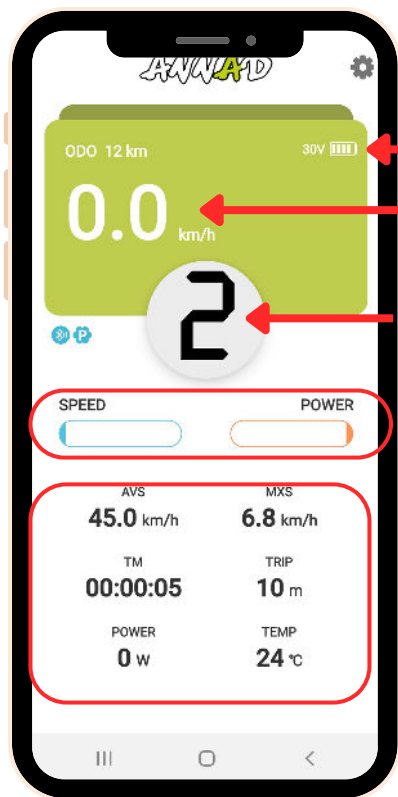 ANNAD
ODO 12 km
30V
0.0 km/h
2
P
SPEED POWER
AVS MXS
45.0 km/h 6.8 km/h
TM TRIP
00:00:05 10 m
POWER TEMP
0 W 24 °C